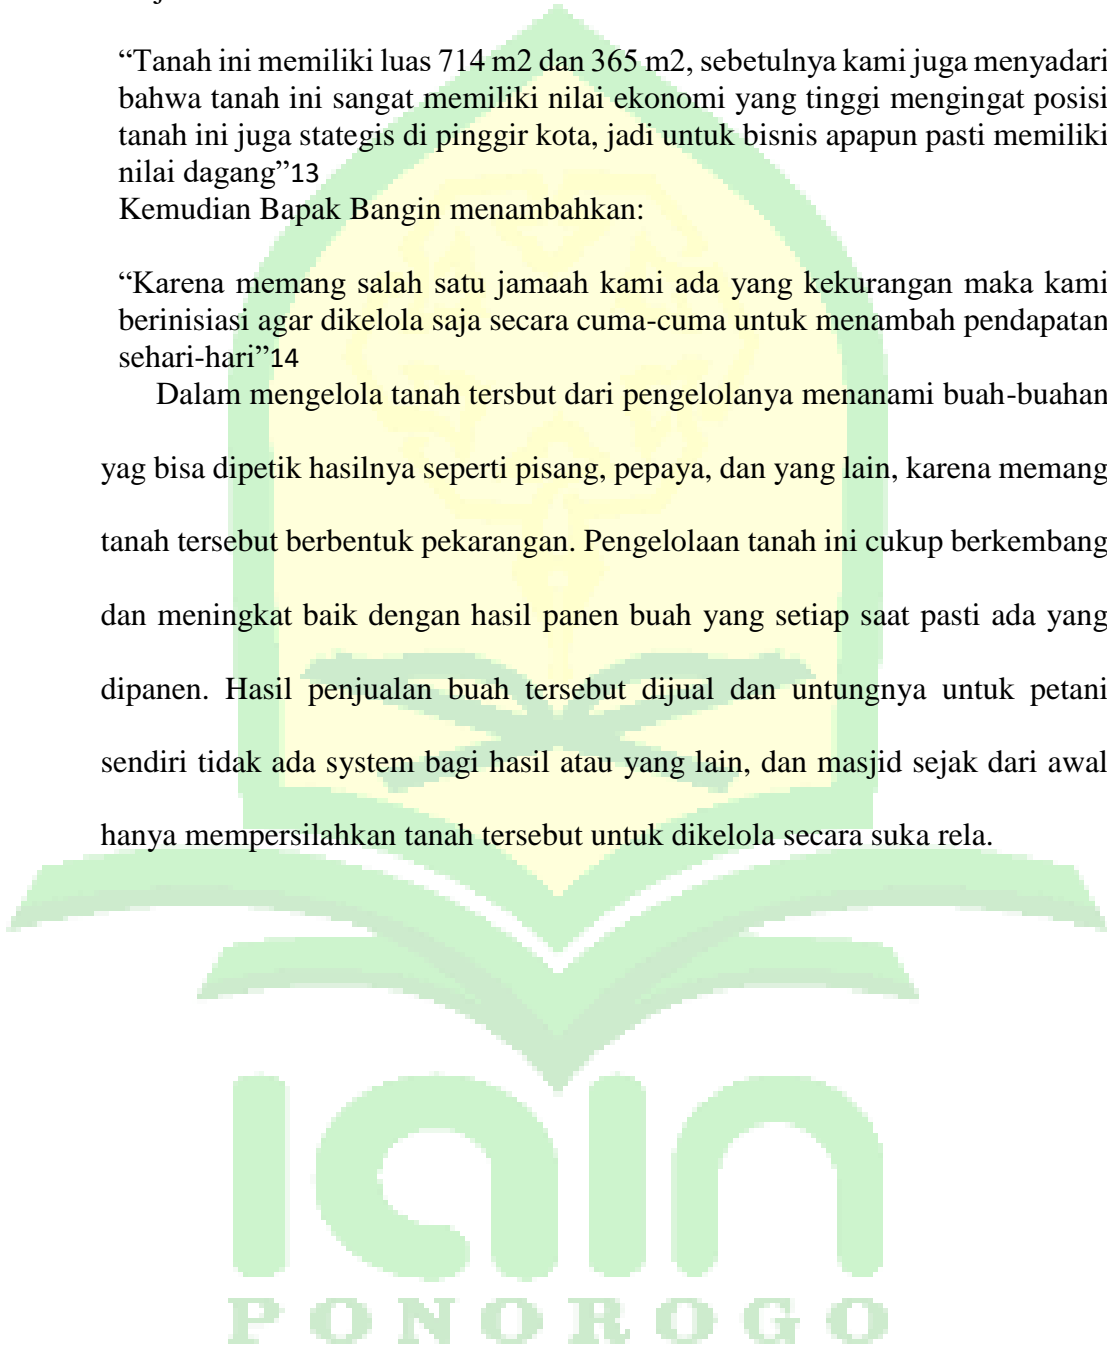 “Tanah ini memiliki luas 714 m2 dan 365 m2, sebetulnya kami juga menyadari
bahwa tanah ini sangat memiliki nilai ekonomi yang tinggi mengingat posisi
tanah ini juga stategis di pinggir kota, jadi untuk bisnis apapun pasti memiliki
nilai dagang”13
Kemudian Bapak Bangin menambahkan:
“Karena memang salah satu jamaah kami ada yang kekurangan maka kami
berinisiasi agar dikelola saja secara cuma-cuma untuk menambah pendapatan
sehari-hari”14
Dalam mengelola tanah tersbut dari pengelolanya menanami buah-buahan
yag bisa dipetik hasilnya seperti pisang, pepaya, dan yang lain, karena memang
tanah tersebut berbentuk pekarangan. Pengelolaan tanah ini cukup berkembang
dan meningkat baik dengan hasil panen buah yang setiap saat pasti ada yang
dipanen. Hasil penjualan buah tersebut dijual dan untungnya untuk petani
sendiri tidak ada system bagi hasil atau yang lain, dan masjid sejak dari awal
hanya mempersilahkan tanah tersebut untuk dikelola secara suka rela.
iain
PONOROGO